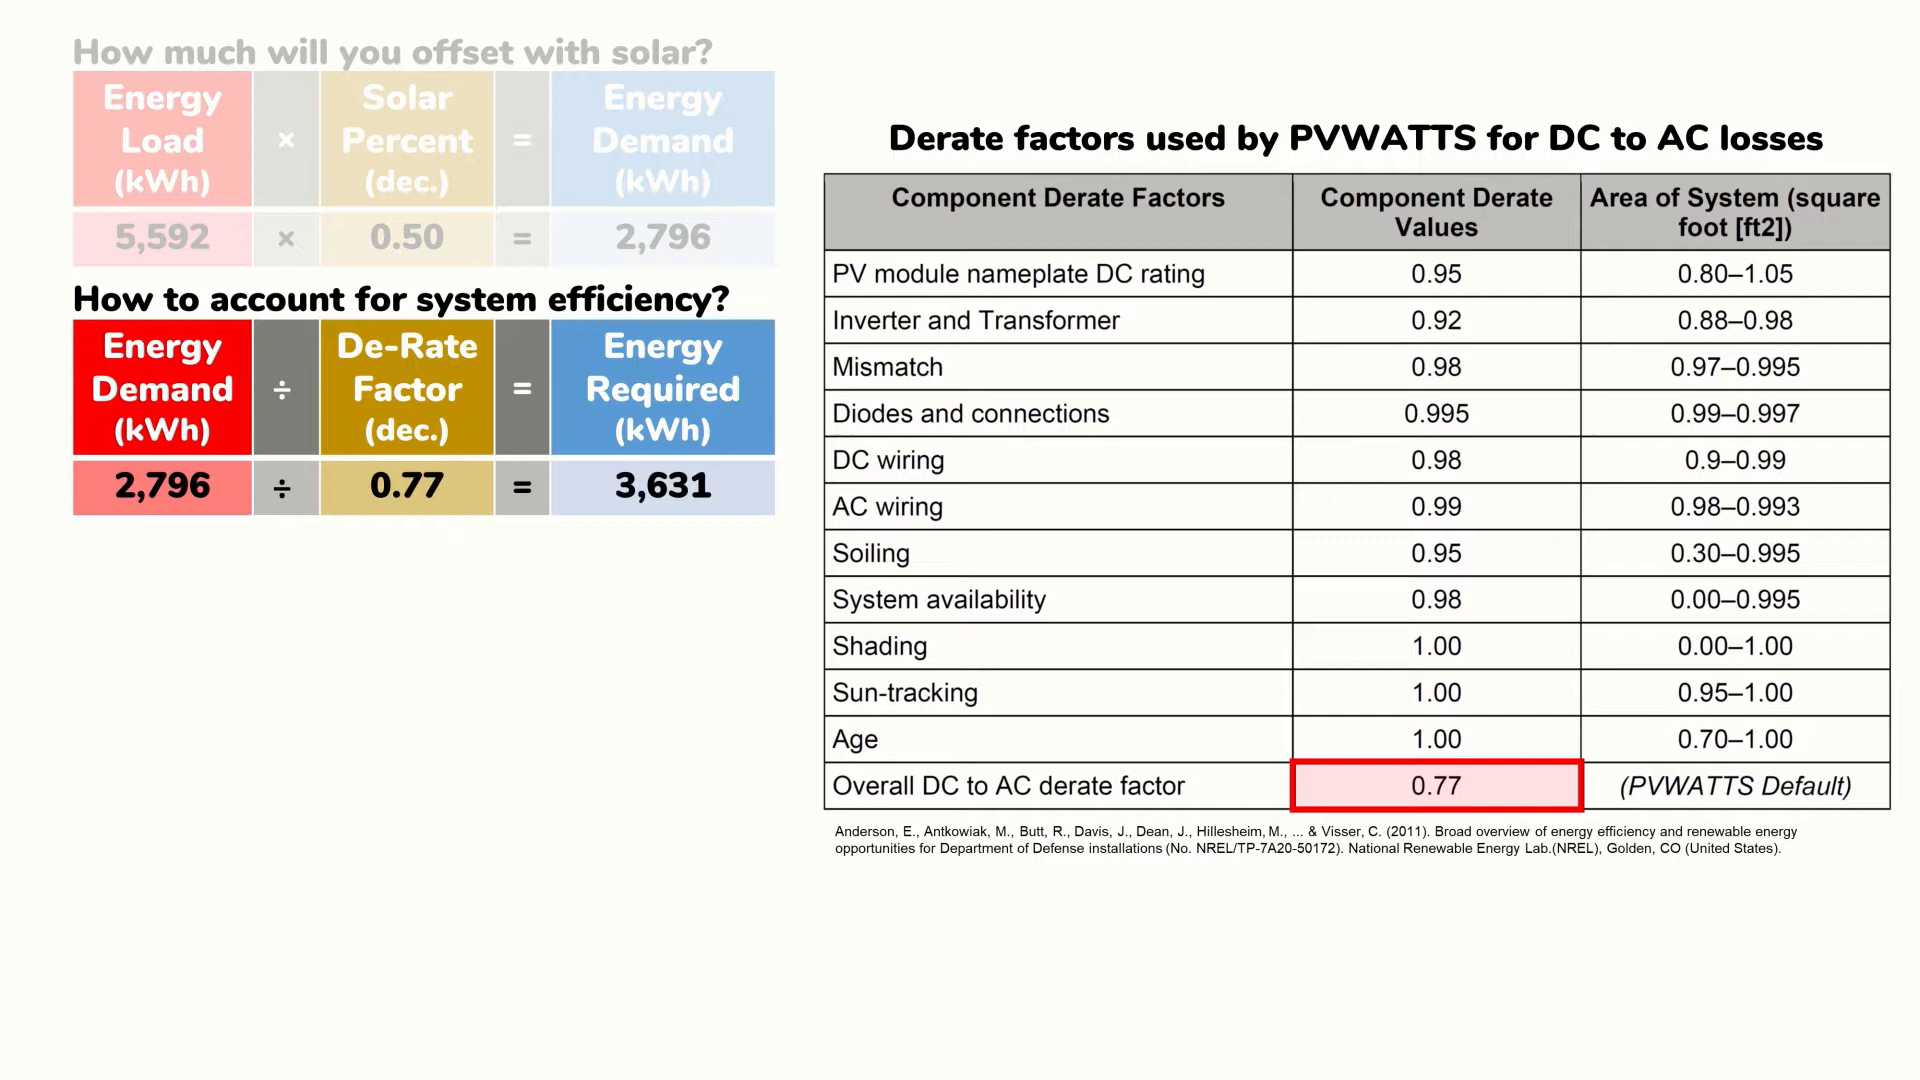 How much will you offset with solar?
Energy Load (kWh) × Solar Percent (dec.) = Energy Demand (kWh)
5,592 × 0.50 = 2,796
How to account for system efficiency?
Energy Demand (kWh) ÷ De-Rate Factor (dec.) = Energy Required (kWh)
2,796 ÷ 0.77 = 3,631
Derate factors used by PVWATTS for DC to AC losses
Component Derate Factors Component Derate Values Area of System (square foot [ft2])
PV module nameplate DC rating 0.95 0.80–1.05
Inverter and Transformer 0.92 0.88–0.98
Mismatch 0.98 0.97–0.995
Diodes and connections 0.995 0.99–0.997
DC wiring 0.98 0.9–0.99
AC wiring 0.99 0.98–0.993
Soiling 0.95 0.30–0.995
System availability 0.98 0.00–0.995
Shading 1.00 0.00–1.00
Sun-tracking 1.00 0.95–1.00
Age 1.00 0.70–1.00
Overall DC to AC derate factor 0.77 (PVWATTS Default)
Anderson, E., Antkowiak, M., Butt, R., Davis, J., Dean, J., Hillesheim, M., ... & Visser, C. (2011). Broad overview of energy efficiency and renewable energy
opportunities for Department of Defense installations (No. NREL/TP-7A20-50172). National Renewable Energy Lab.(NREL), Golden, CO (United States).